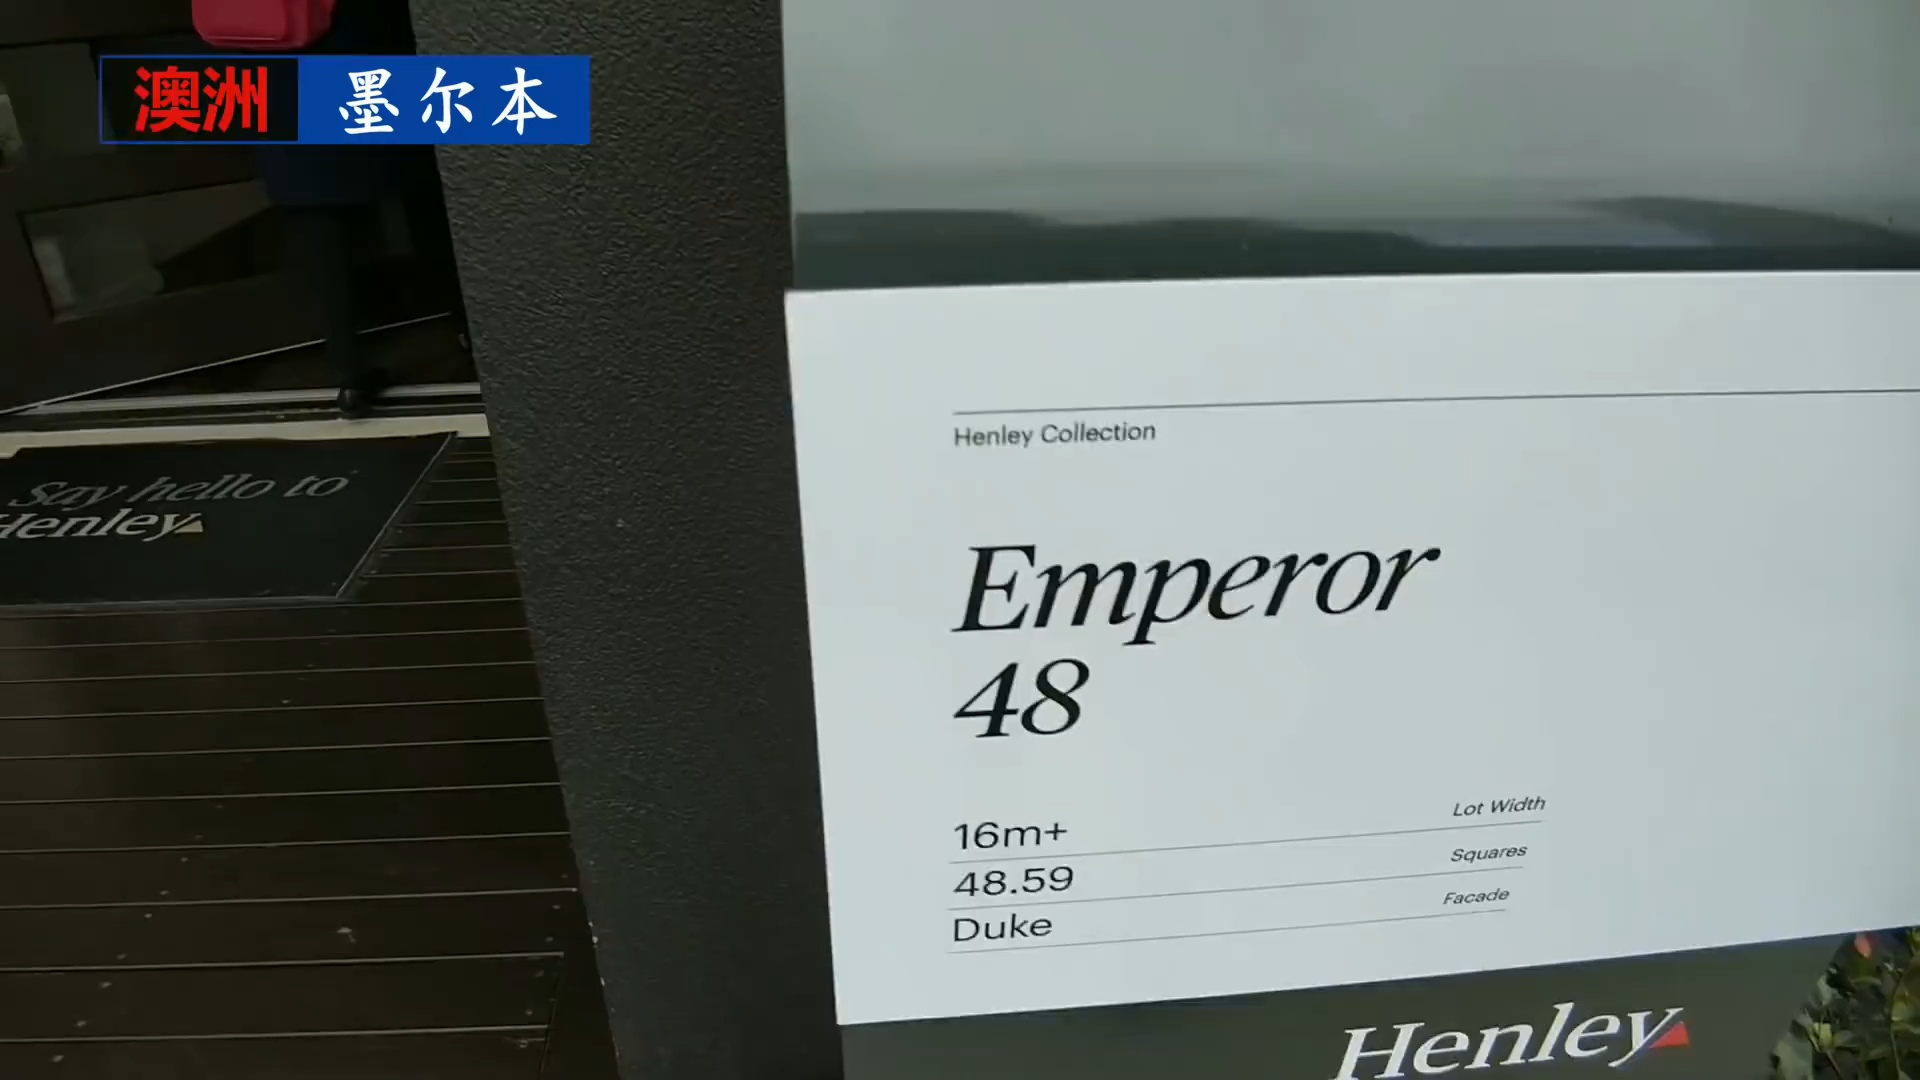 澳洲 墨尔本
Say hello to
Henley
Henley Collection
Emperor
48
16m+ Lot Width
48.59 Squares
Duke Facade
Henley